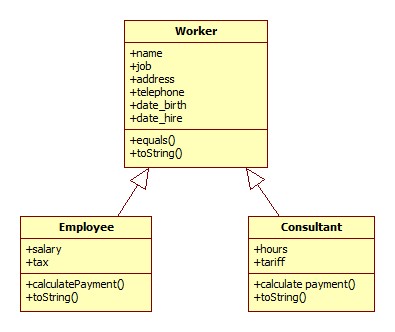 Worker
+name
+job
+address
+telephone
+date_birth
+date_hire
+equals()
+toString()
Employee
+salary
+tax
+calculatePayment()
+toString()
Consultant
+hours
+tariff
+calculate payment()
+toString()